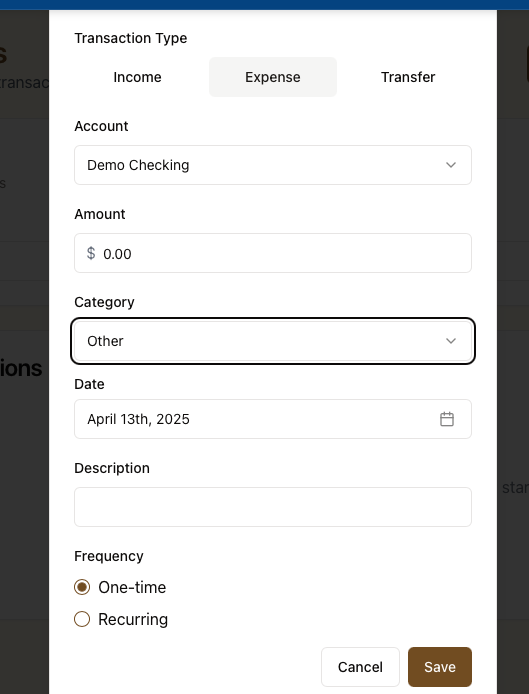 s
transac
Transaction Type
Income Expense Transfer
Account
Demo Checking
s
Amount
$ 0.00
Category
Other
ions
Date
April 13th, 2025
Description
star
Frequency
One-time
Recurring
Cancel Save